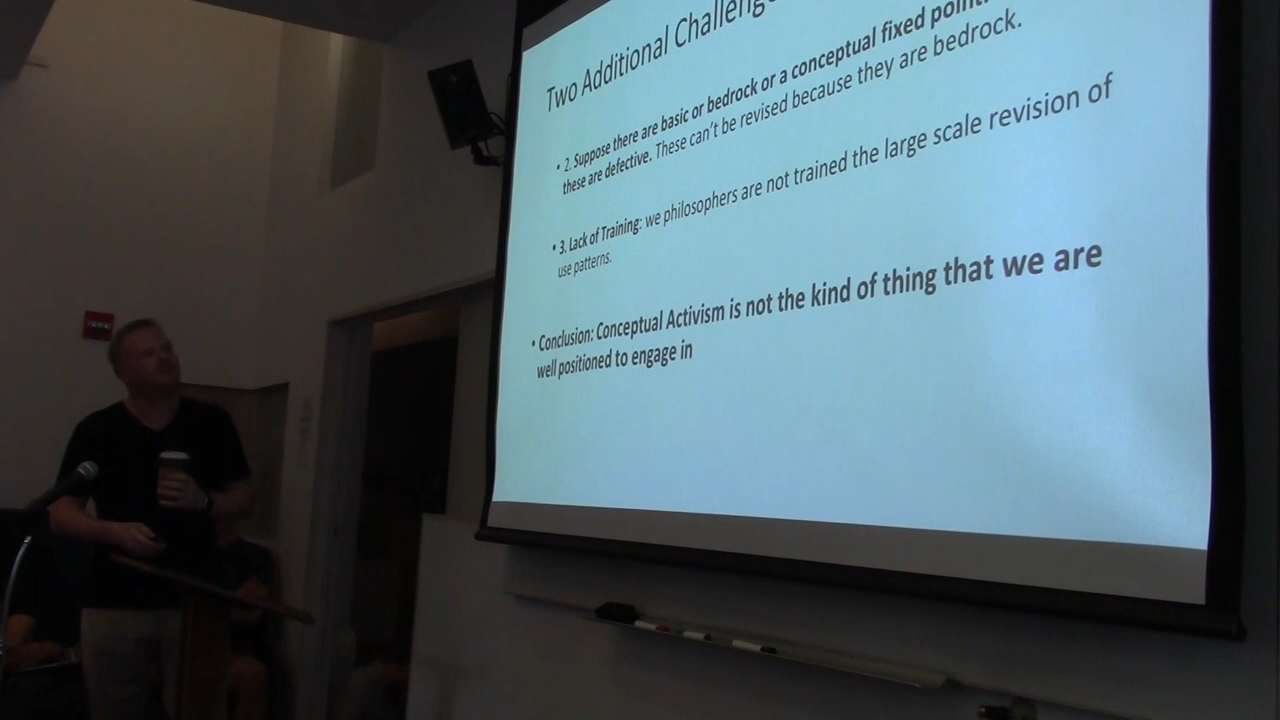 Two Additional Challenge
• 2. Suppose there are basic or bedrock or a conceptual fixed point.
these are defective. These can't be revised because they are bedrock.
• 3. Lack of Training: we philosophers are not trained the large scale revision of
use patterns.
• Conclusion: Conceptual Activism is not the kind of thing that we are
well positioned to engage in